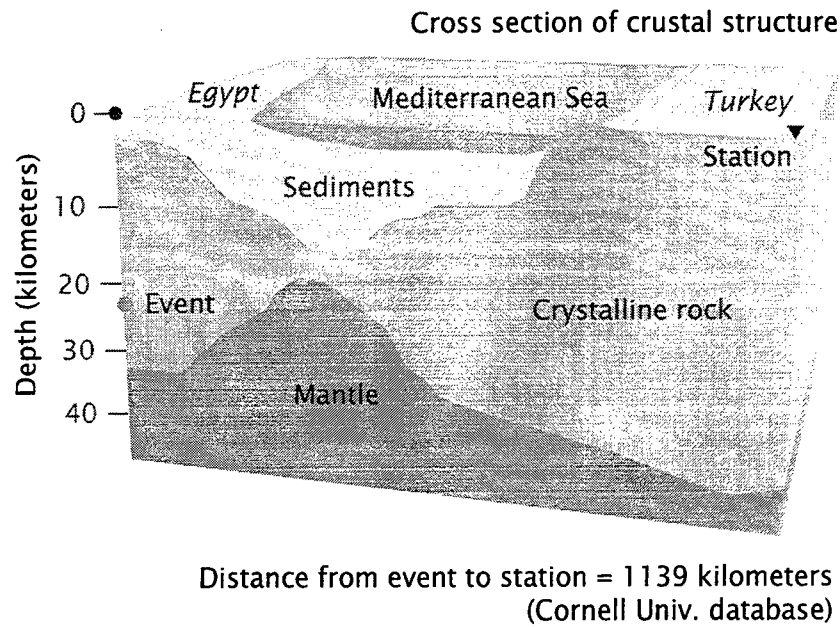 Cross section of crustal structure
Egypt
Mediterranean Sea
Turkey
0
Station
Sediments
10
20
Event
Crystalline rock
30
Mantle
40
Depth (kilometers)
Distance from event to station = 1139 kilometers
(Cornell Univ. database)